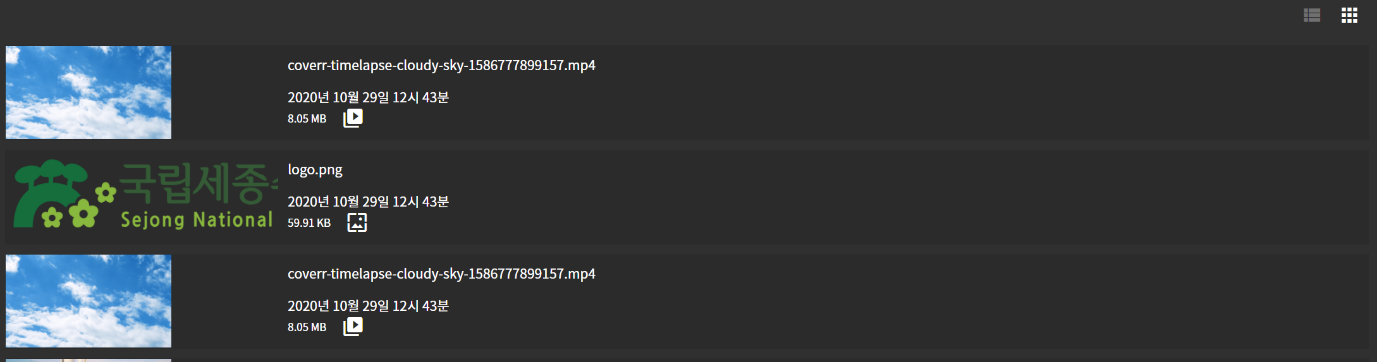 coverr-timelapse-cloudy-sky-1586777899157.mp4
2020년 10월 29일 12시 43분
8.05 MB
국립세종
Sejong National
logo.png
2020년 10월 29일 12시 43분
59.91 KB
coverr-timelapse-cloudy-sky-1586777899157.mp4
2020년 10월 29일 12시 43분
8.05 MB